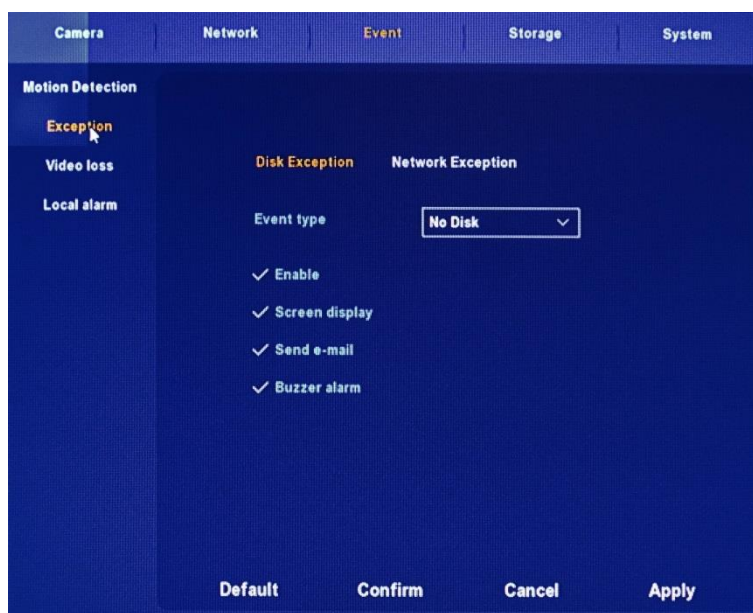 Camera Network Event Storage System
Motion Detection
Exception
Video loss
Local alarm
Disk Exception Network Exception
Event type No Disk
Enable
Screen display
Send e-mail
Buzzer alarm
Default Confirm Cancel Apply